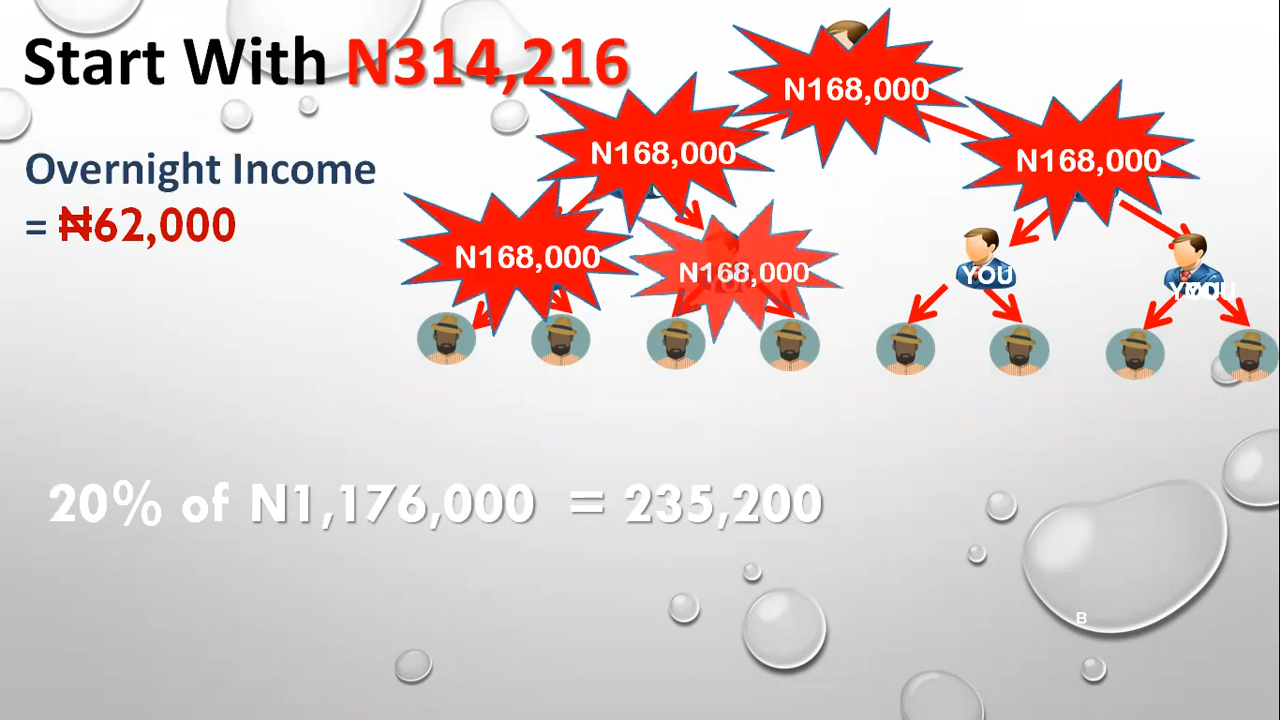 Start With N314,216
Overnight Income
= ₦62,000
N168,000
N168,000
N168,000
N168,000
N168,000
YOU
YOU
20% of N1,176,000 = 235,200
B